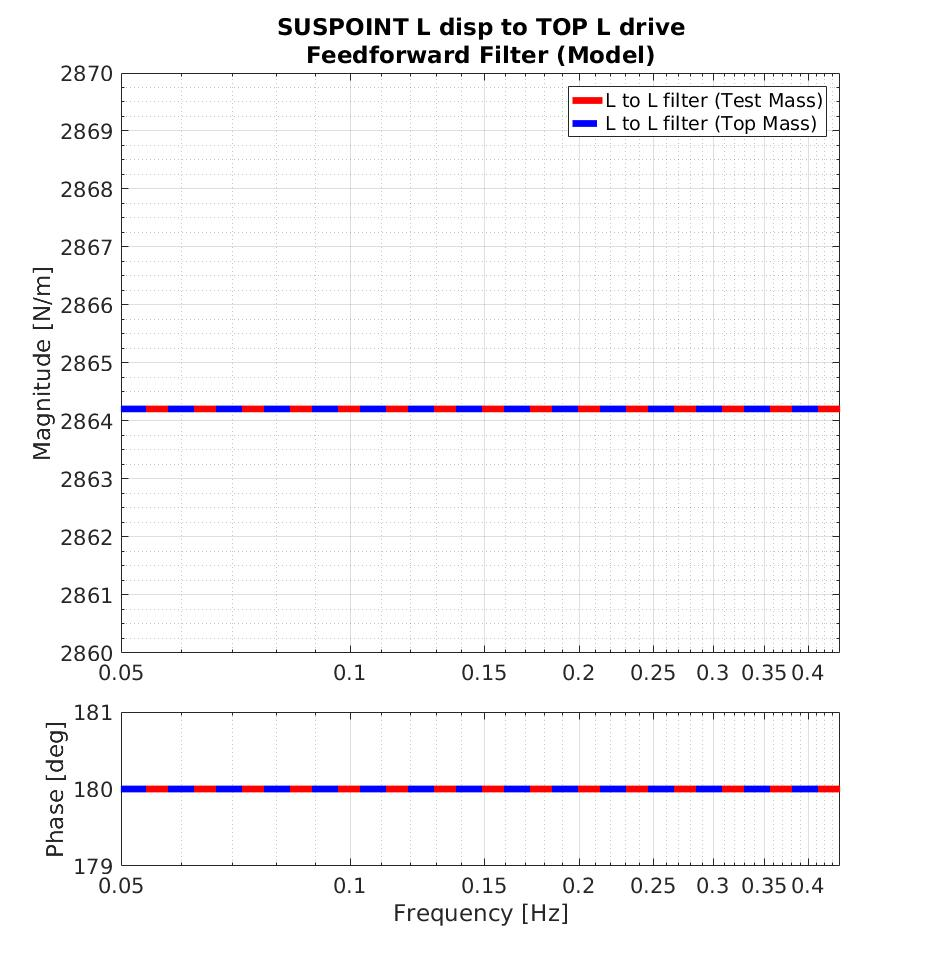 SUSPOINT L disp to TOP L drive
Feedforward Filter (Model)
L to L filter (Test Mass)
L to L filter (Top Mass)
Magnitude [N/m]
2870
2869
2868
2867
2866
2865
2864
2863
2862
2861
2860
0.05 0.1 0.15 0.2 0.25 0.3 0.35 0.4
Phase [deg]
181
180
179
0.05 0.1 0.15 0.2 0.25 0.3 0.35 0.4
Frequency [Hz]